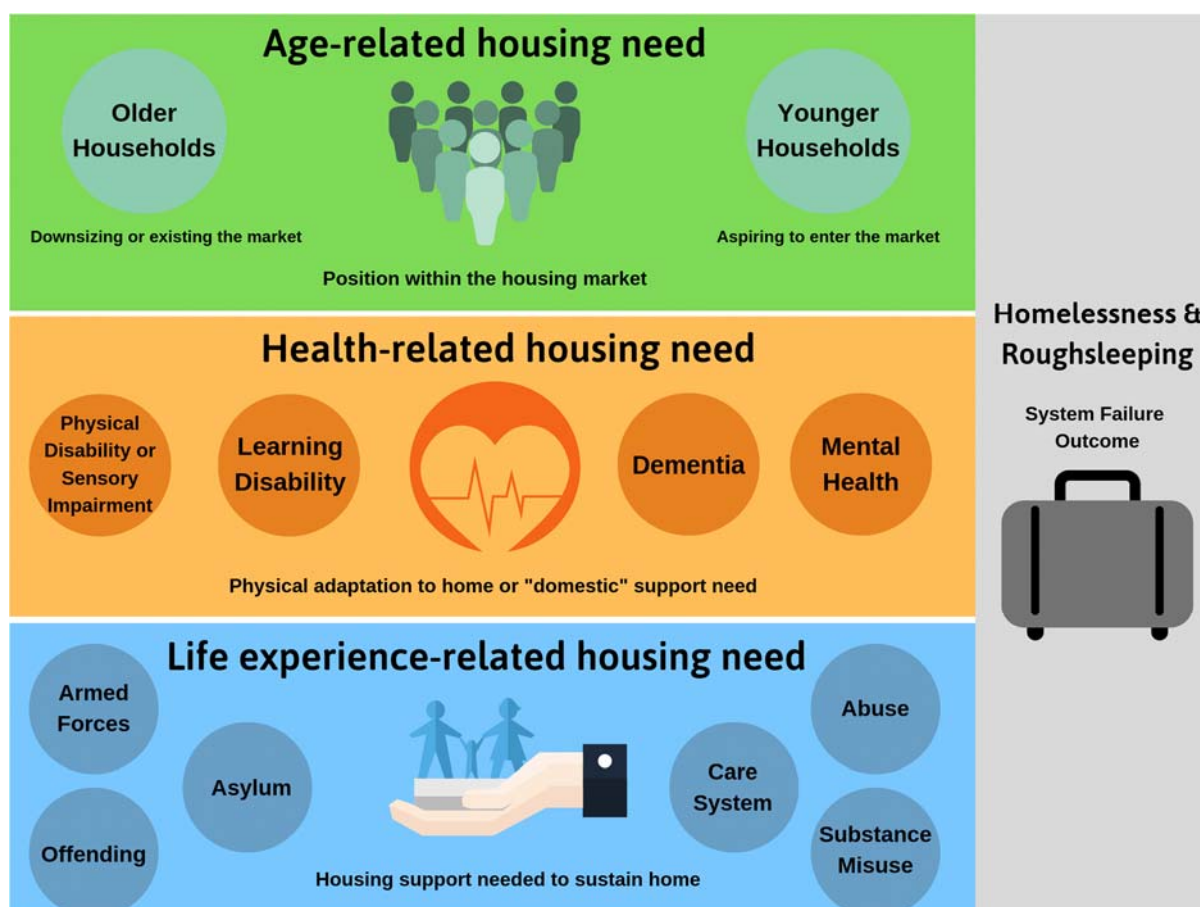 Age-related housing need
Older
Households
Younger
Households
Downsizing or existing the market
Aspiring to enter the market
Position within the housing market
Health-related housing need
Physical
Disability or
Sensory
Impairment
Learning
Disability
Dementia
Mental
Health
Physical adaptation to home or "domestic" support need
Life experience-related housing need
Armed
Forces
Asylum
Offending
Care
System
Abuse
Substance
Misuse
Housing support needed to sustain home
Homelessness &
Roughsleeping
System Failure
Outcome